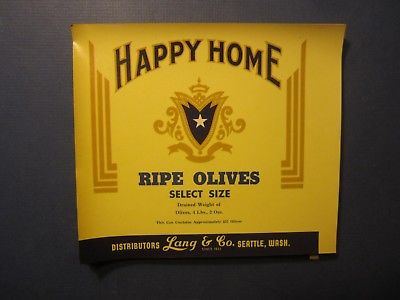 HAPPY HOME
RIPE OLIVES
SELECT SIZE
Drained Weight of
Olives, 4 Lbs., 2 Ozs.
This Can Contains Approximately Olives
DISTRIBUTORS Lang & Co. SEATTLE, WASH.
SINCE